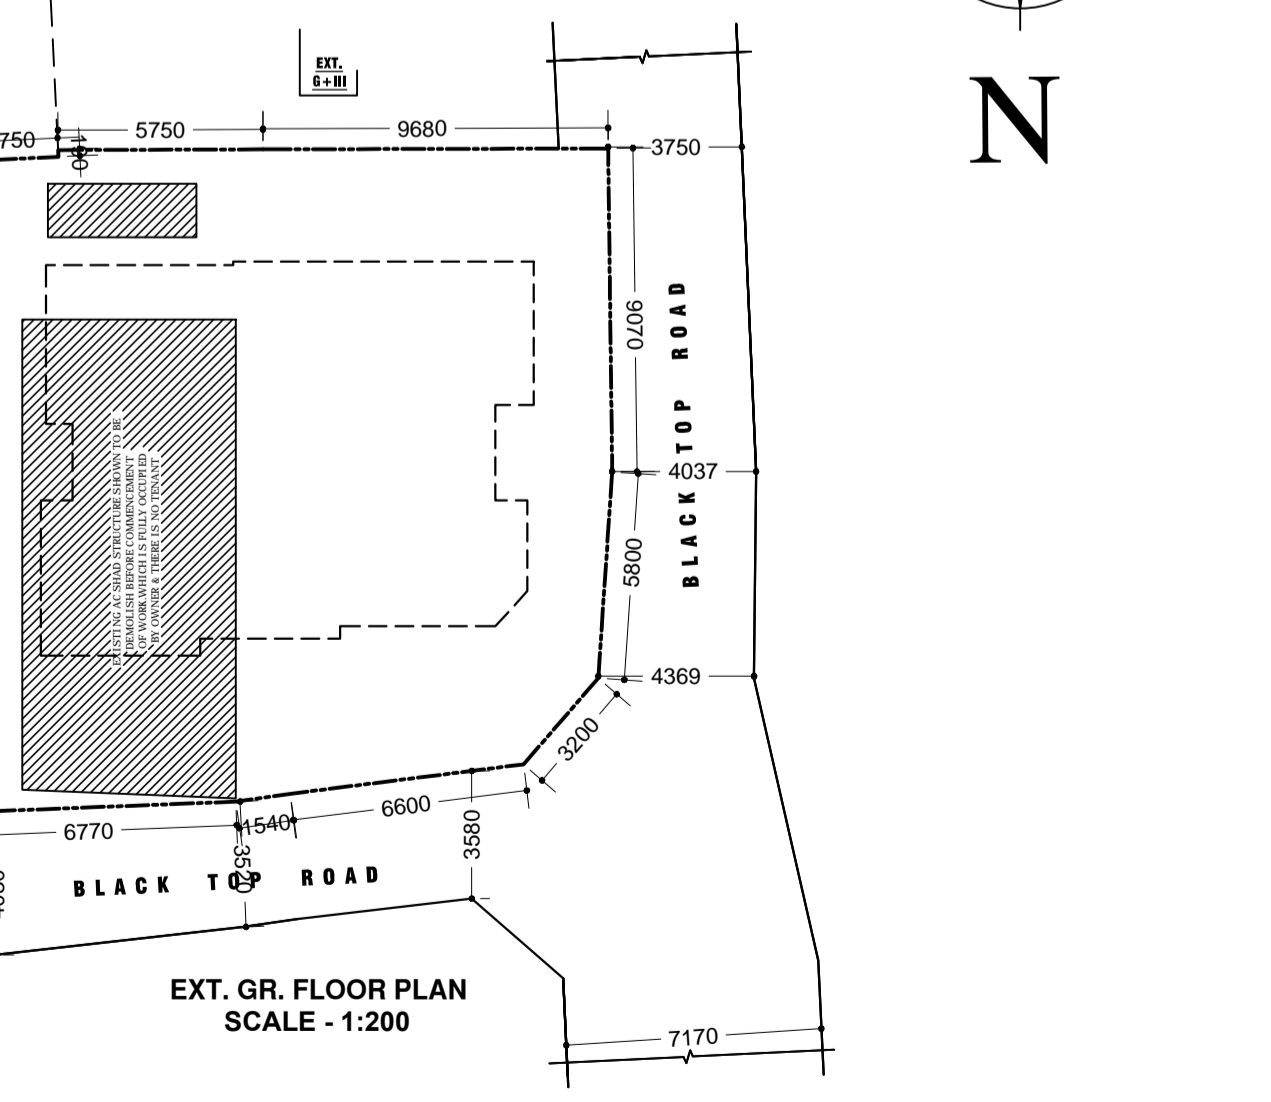 EXT.
G+III
N
750
5750
9680
3750
9070
BLACK TOP ROAD
EXISTING AC SHAD STRUCTURE SHOWN TO BE
DEMOLISH BEFORE COMMENCEMENT
OF WORK.WHICH IS FULLY OCCUPIED
BY OWNER & THERE IS NO TENANT
4037
5800
4369
3200
6600
1540
6770
3580
3520
BLACK TOP ROAD
EXT. GR. FLOOR PLAN
SCALE - 1:200
7170